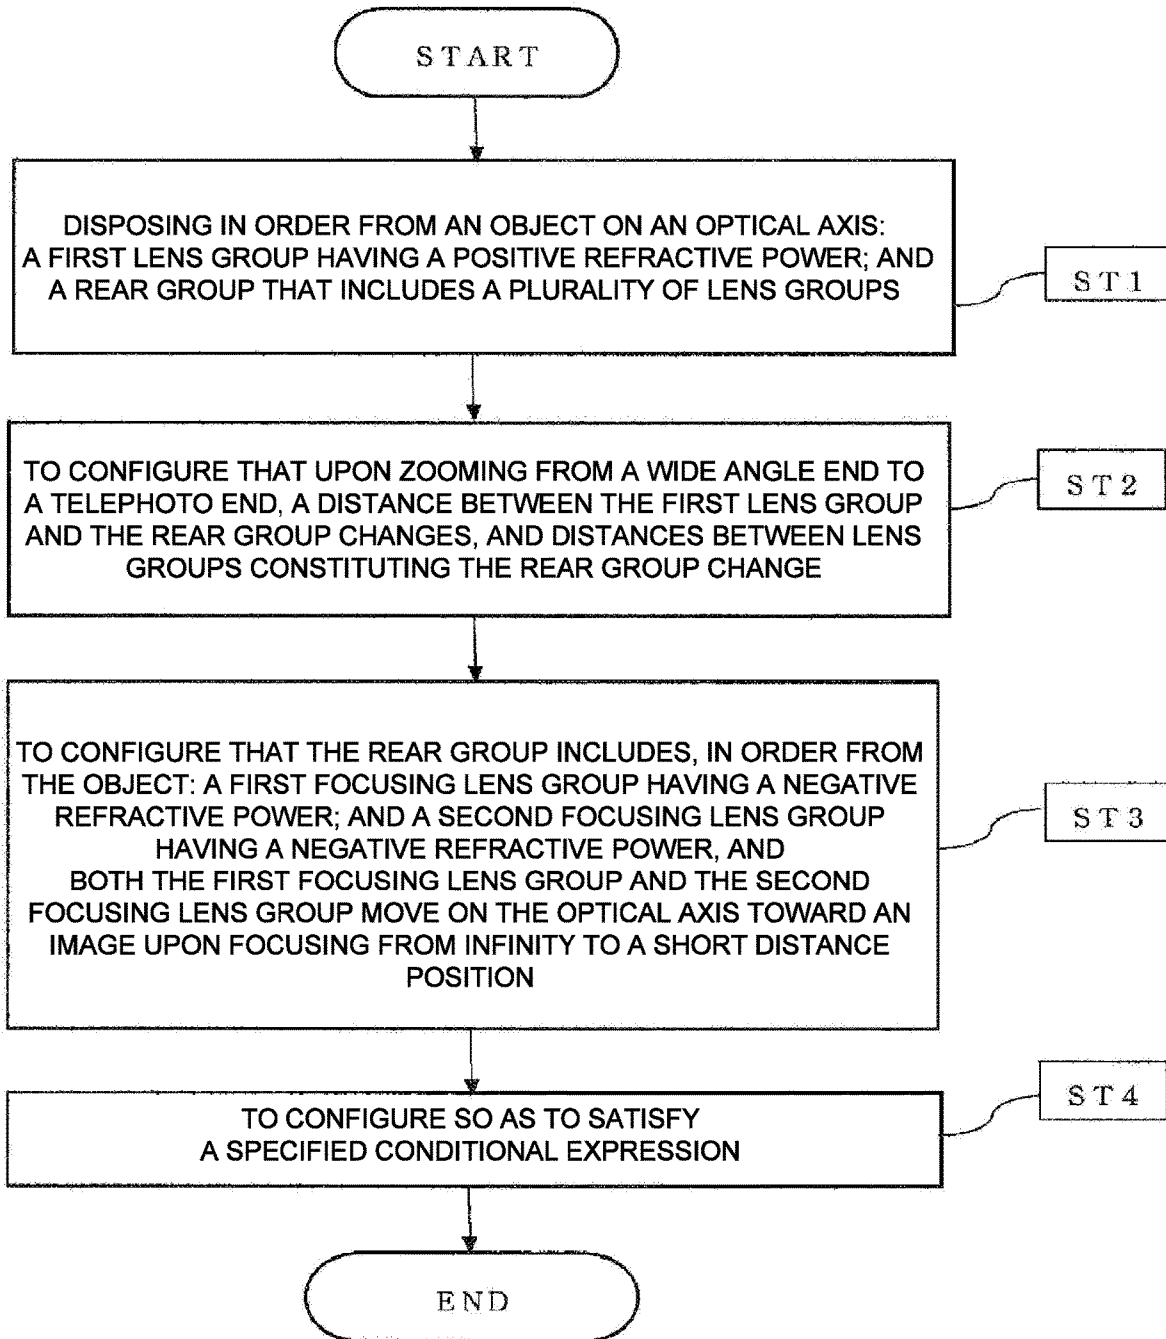 START
DISPOSING IN ORDER FROM AN OBJECT ON AN OPTICAL AXIS:
A FIRST LENS GROUP HAVING A POSITIVE REFRACTIVE POWER; AND
A REAR GROUP THAT INCLUDES A PLURALITY OF LENS GROUPS
ST1
TO CONFIGURE THAT UPON ZOOMING FROM A WIDE ANGLE END TO
A TELEPHOTO END, A DISTANCE BETWEEN THE FIRST LENS GROUP
AND THE REAR GROUP CHANGES, AND DISTANCES BETWEEN LENS
GROUPS CONSTITUTING THE REAR GROUP CHANGE
ST2
TO CONFIGURE THAT THE REAR GROUP INCLUDES, IN ORDER FROM
THE OBJECT: A FIRST FOCUSING LENS GROUP HAVING A NEGATIVE
REFRACTIVE POWER; AND A SECOND FOCUSING LENS GROUP
HAVING A NEGATIVE REFRACTIVE POWER, AND
BOTH THE FIRST FOCUSING LENS GROUP AND THE SECOND
FOCUSING LENS GROUP MOVE ON THE OPTICAL AXIS TOWARD AN
IMAGE UPON FOCUSING FROM INFINITY TO A SHORT DISTANCE
POSITION
ST3
TO CONFIGURE SO AS TO SATISFY
A SPECIFIED CONDITIONAL EXPRESSION
ST4
END